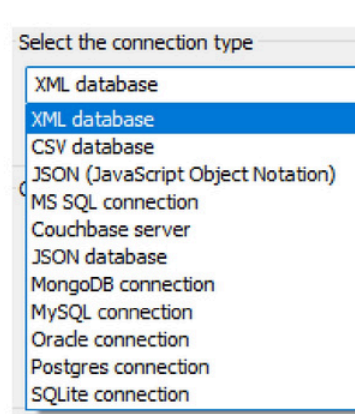 Select the connection type
XML database
XML database
CSV database
JSON (JavaScript Object Notation)
MS SQL connection
Couchbase server
JSON database
MongoDB connection
MySQL connection
Oracle connection
Postgres connection
SQLite connection